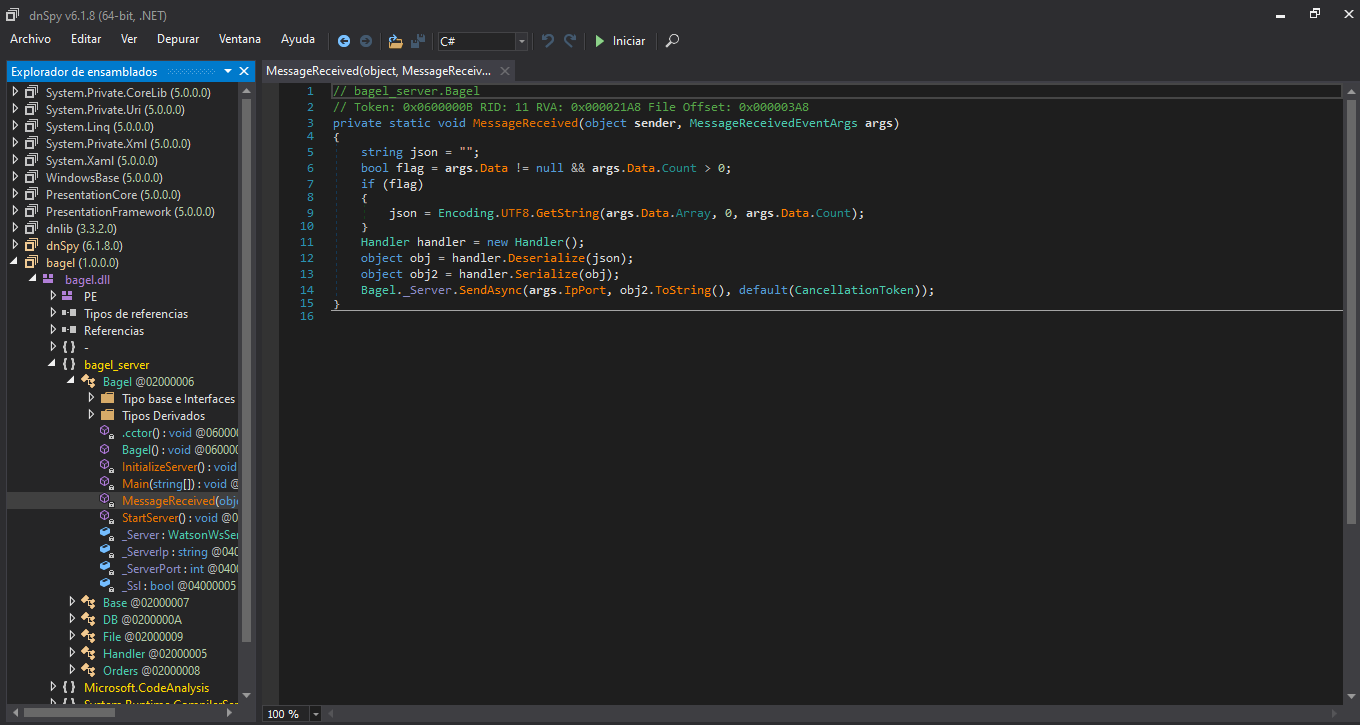 dnSpy v6.1.8 (64-bit, .NET)
Archivo Editar Ver Depurar Ventana Ayuda C# Iniciar
Explorador de ensamblados
System.Private.CoreLib (5.0.0.0)
System.Private.Uri (5.0.0.0)
System.Linq (5.0.0.0)
System.Private.Xml (5.0.0.0)
System.Xaml (5.0.0.0)
WindowsBase (5.0.0.0)
PresentationCore (5.0.0.0)
PresentationFramework (5.0.0.0)
dnlib (3.3.2.0)
dnSpy (6.1.8.0)
bagel (1.0.0.0)
bagel.dll
PE
Tipos de referencias
Referencias
{ } -
{ } bagel_server
Bagel @02000006
Tipo base e Interfaces
Tipos Derivados
.cctor() : void @06000
Bagel() : void @06000
InitializeServer() : void
Main(string[]) : void @
MessageReceived(obj
StartServer() : void @0
_Server : WatsonWsSer
_ServerIp : string @040
_ServerPort : int @040
_Ssl : bool @04000005
Base @02000007
DB @0200000A
File @02000009
Handler @02000005
Orders @02000008
{ } Microsoft.CodeAnalysis
{ } System.Runtime.CompilerSer
MessageReceived(object, MessageReceiv...
1 // bagel_server.Bagel
2 // Token: 0x0600000B RID: 11 RVA: 0x000021A8 File Offset: 0x000003A8
3 private static void MessageReceived(object sender, MessageReceivedEventArgs args)
4 {
5 string json = "";
6 bool flag = args.Data != null && args.Data.Count > 0;
7 if (flag)
8 {
9 json = Encoding.UTF8.GetString(args.Data.Array, 0, args.Data.Count);
10 }
11 Handler handler = new Handler();
12 object obj = handler.Deserialize(json);
13 object obj2 = handler.Serialize(obj);
14 Bagel._Server.SendAsync(args.IpPort, obj2.ToString(), default(CancellationToken));
15 }
16
100 %